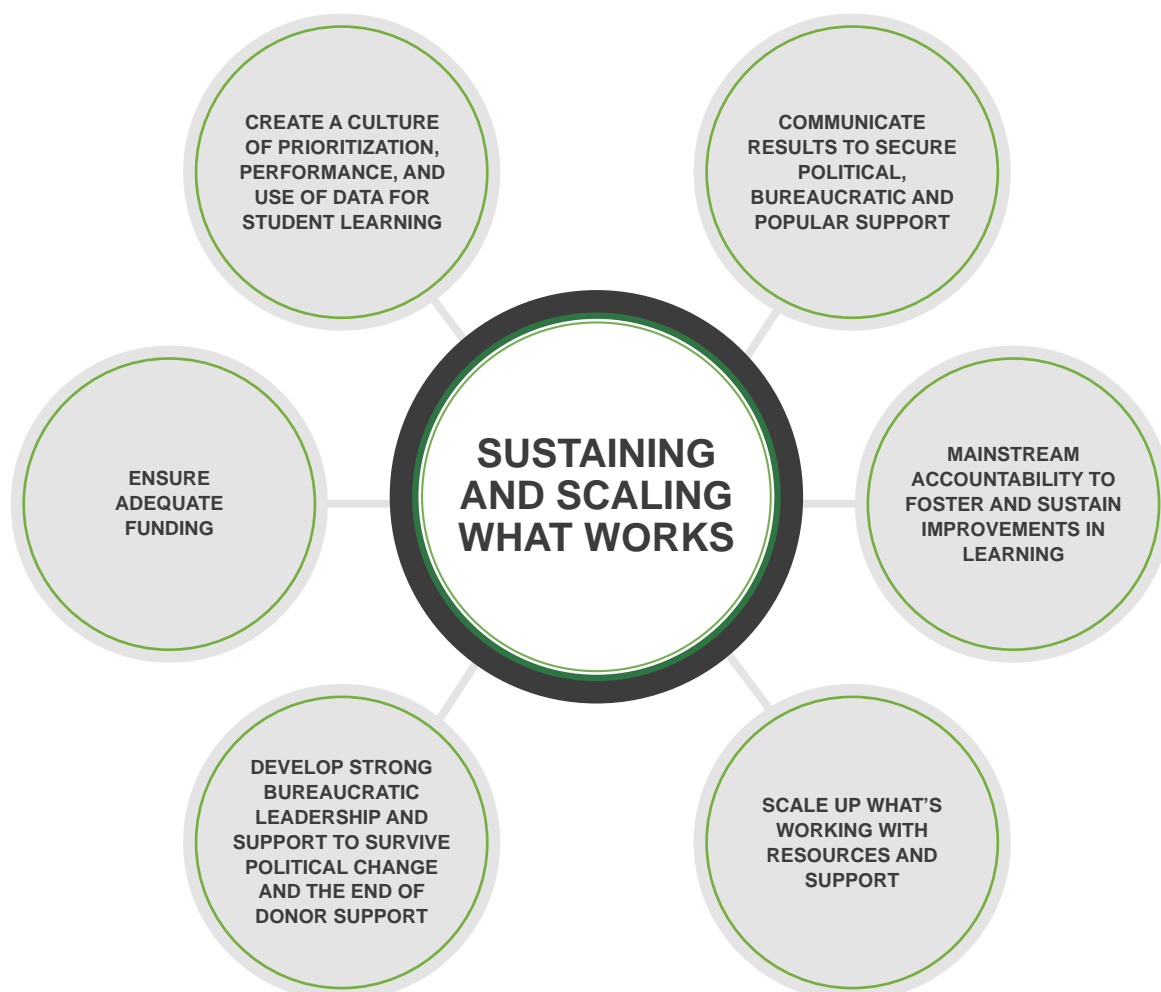 CREATE A CULTURE
OF PRIORITIZATION,
PERFORMANCE, AND
USE OF DATA FOR
STUDENT LEARNING
COMMUNICATE
RESULTS TO SECURE
POLITICAL,
BUREAUCRATIC AND
POPULAR SUPPORT
ENSURE
ADEQUATE
FUNDING
SUSTAINING
AND SCALING
WHAT WORKS
MAINSTREAM
ACCOUNTABILITY TO
FOSTER AND SUSTAIN
IMPROVEMENTS IN
LEARNING
DEVELOP STRONG
BUREAUCRATIC
LEADERSHIP AND
SUPPORT TO SURVIVE
POLITICAL CHANGE
AND THE END OF
DONOR SUPPORT
SCALE UP WHAT’S
WORKING WITH
RESOURCES AND
SUPPORT